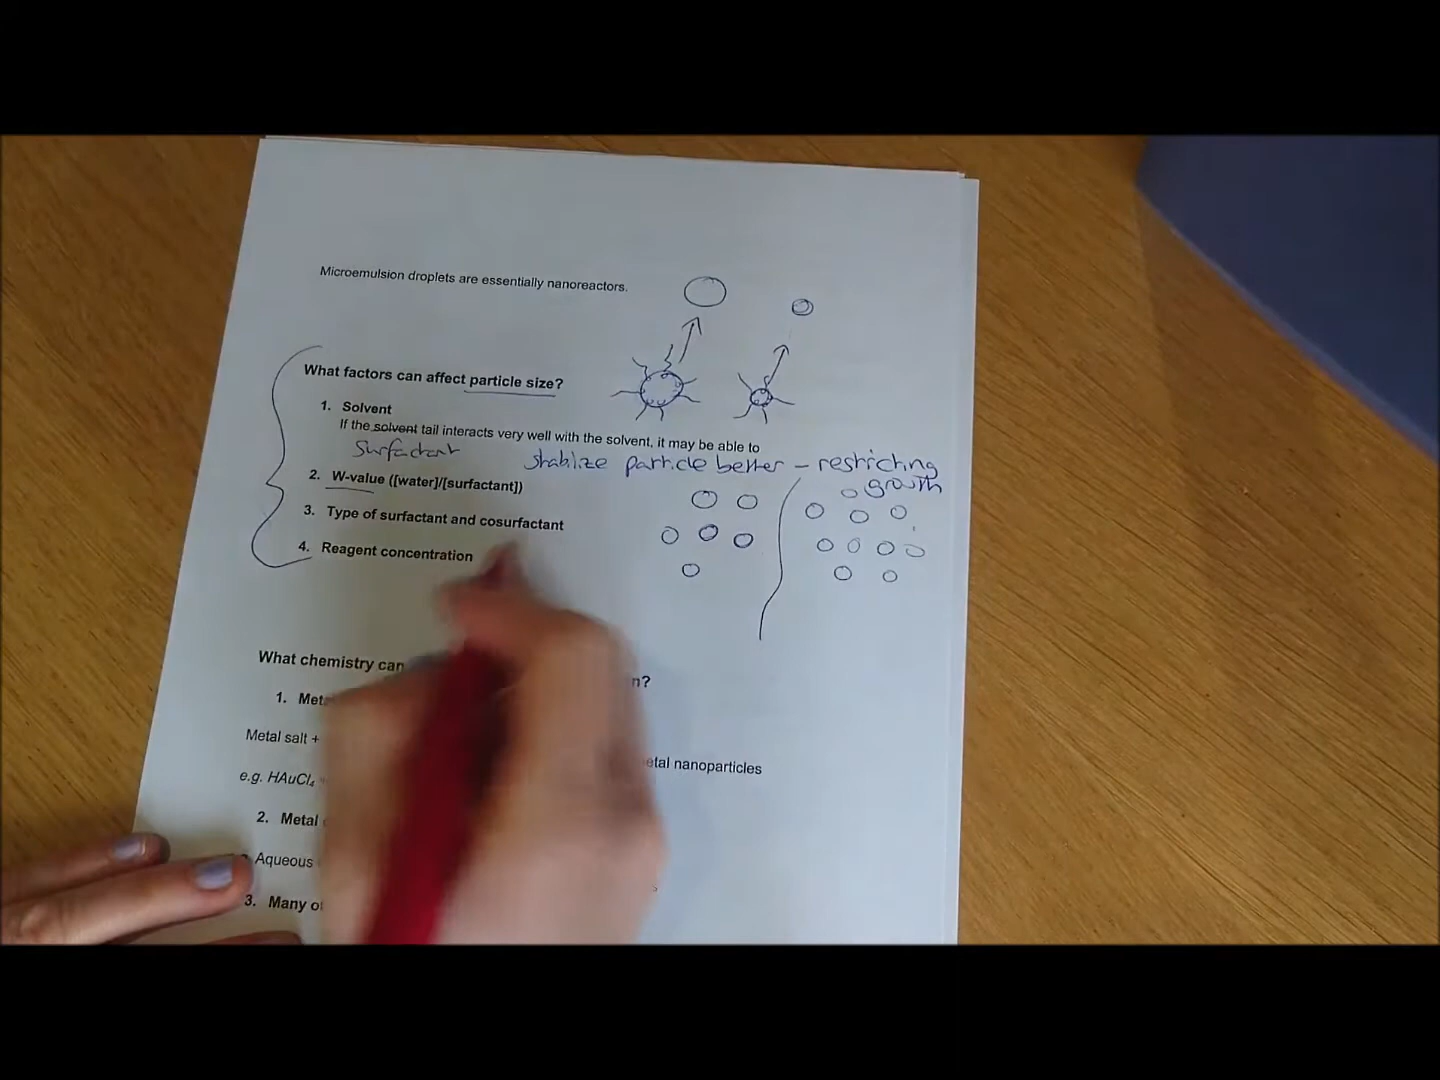 Microemulsion droplets are essentially nanoreactors.
What factors can affect particle size?
1. Solvent
If the solvent tail interacts very well with the solvent, it may be able to
surfactant stabilize particle better – restricting
growth
2. W-value ([water]/[surfactant])
3. Type of surfactant and cosurfactant
4. Reagent concentration
What chemistry can n?
1. Met
Metal salt + etal nanoparticles
e.g. HAuCl₄
2. Metal
Aqueous
3. Many o